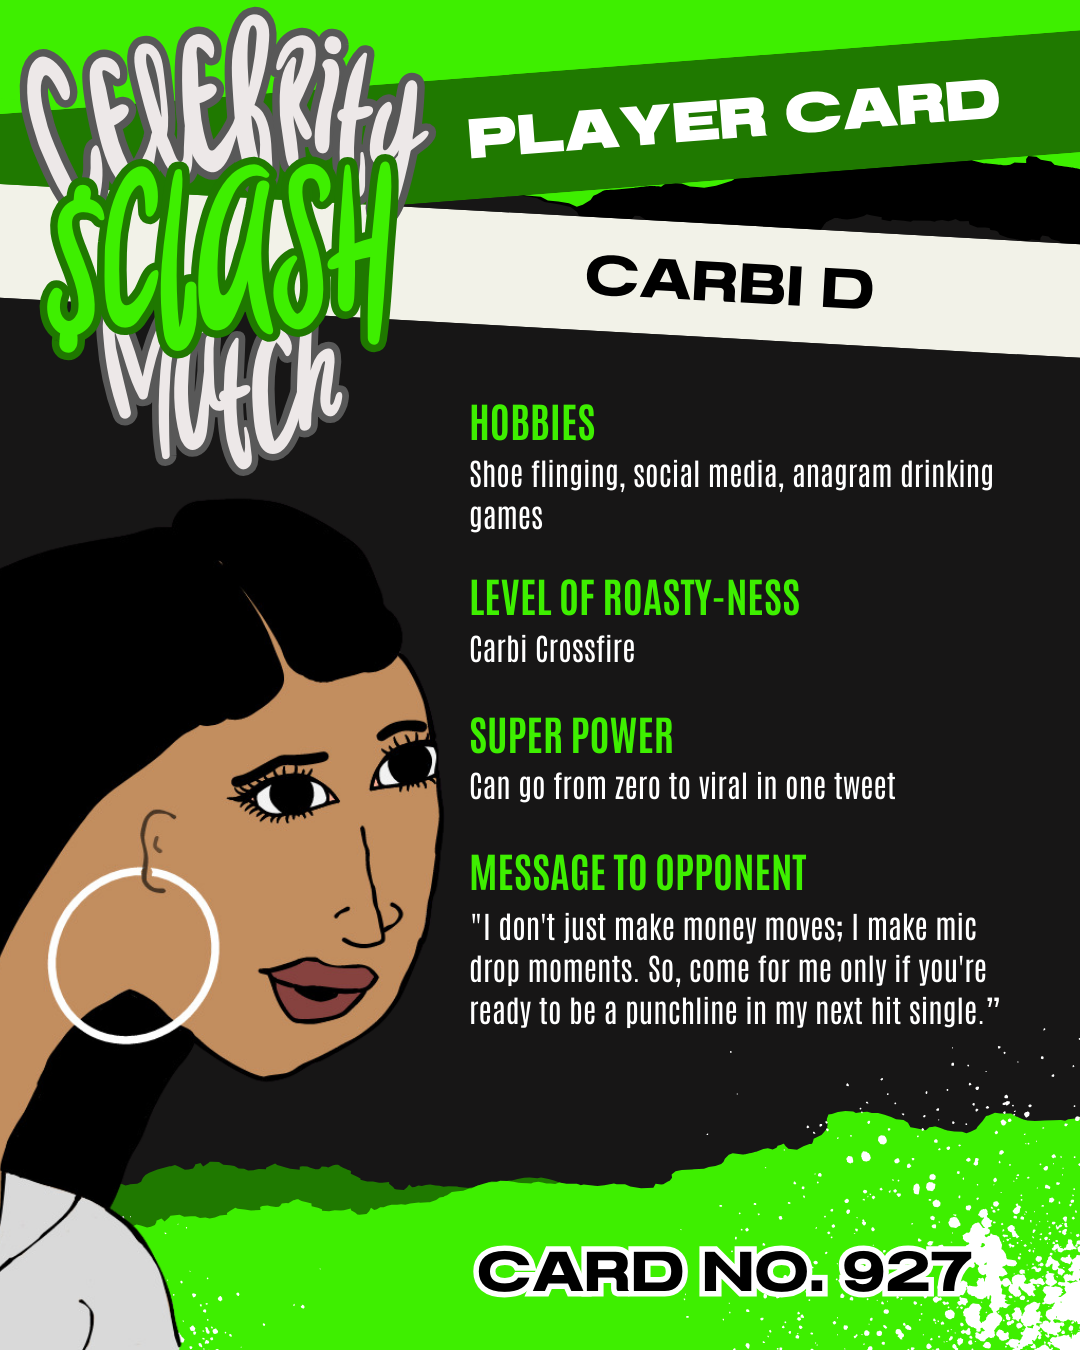 Celebrity
$CLASH
Match
PLAYER CARD
CARBI D
HOBBIES
Shoe flinging, social media, anagram drinking
games
LEVEL OF ROASTY-NESS
Carbi Crossfire
SUPER POWER
Can go from zero to viral in one tweet
MESSAGE TO OPPONENT
"I don't just make money moves; I make mic
drop moments. So, come for me only if you're
ready to be a punchline in my next hit single.”
CARD NO. 927